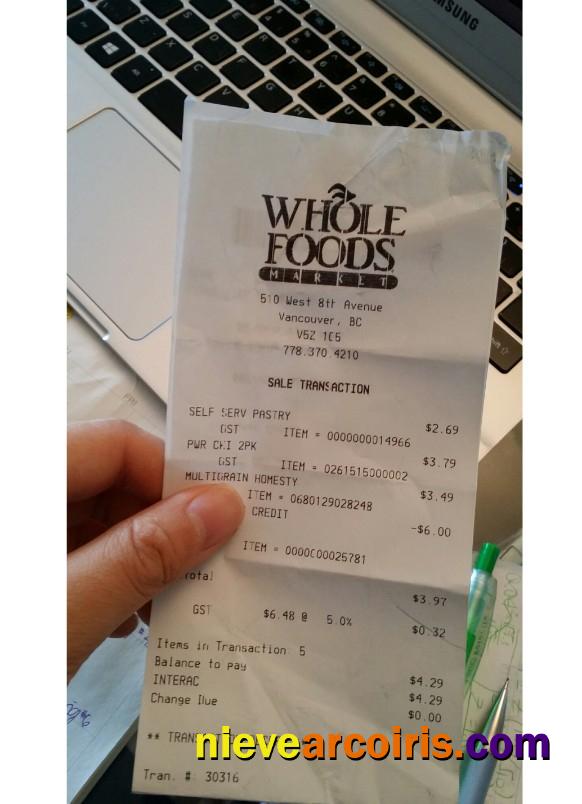 SAMSUNG
WHOLE
FOODS
MARKET
510 West 8th Avenue
Vancouver, BC
V5Z 1C5
778.370.4210
SALE TRANSACTION
SELF SERV PASTRY $2.69
GST ITEM = 0000000014966
PWR CHI 2PK $3.79
GST ITEM = 0261515000002
MULTIGRAIN HOMESTY $3.49
ITEM = 0680129028248
CREDIT -$6.00
ITEM = 0000000025781
Total $3.97
GST $6.48 @ 5.0% $0.32
Items in Transaction: 5
Balance to pay $4.29
INTERAC $4.29
Change Due $0.00
**
Tran. # 30316
nievearcoiris.com